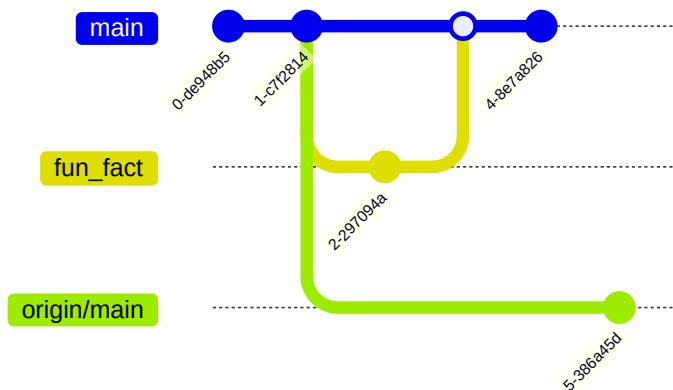 main
0-de948b5
1-c7f2814
4-8e7a826
fun_fact
2-297094a
origin/main
5-386a45d